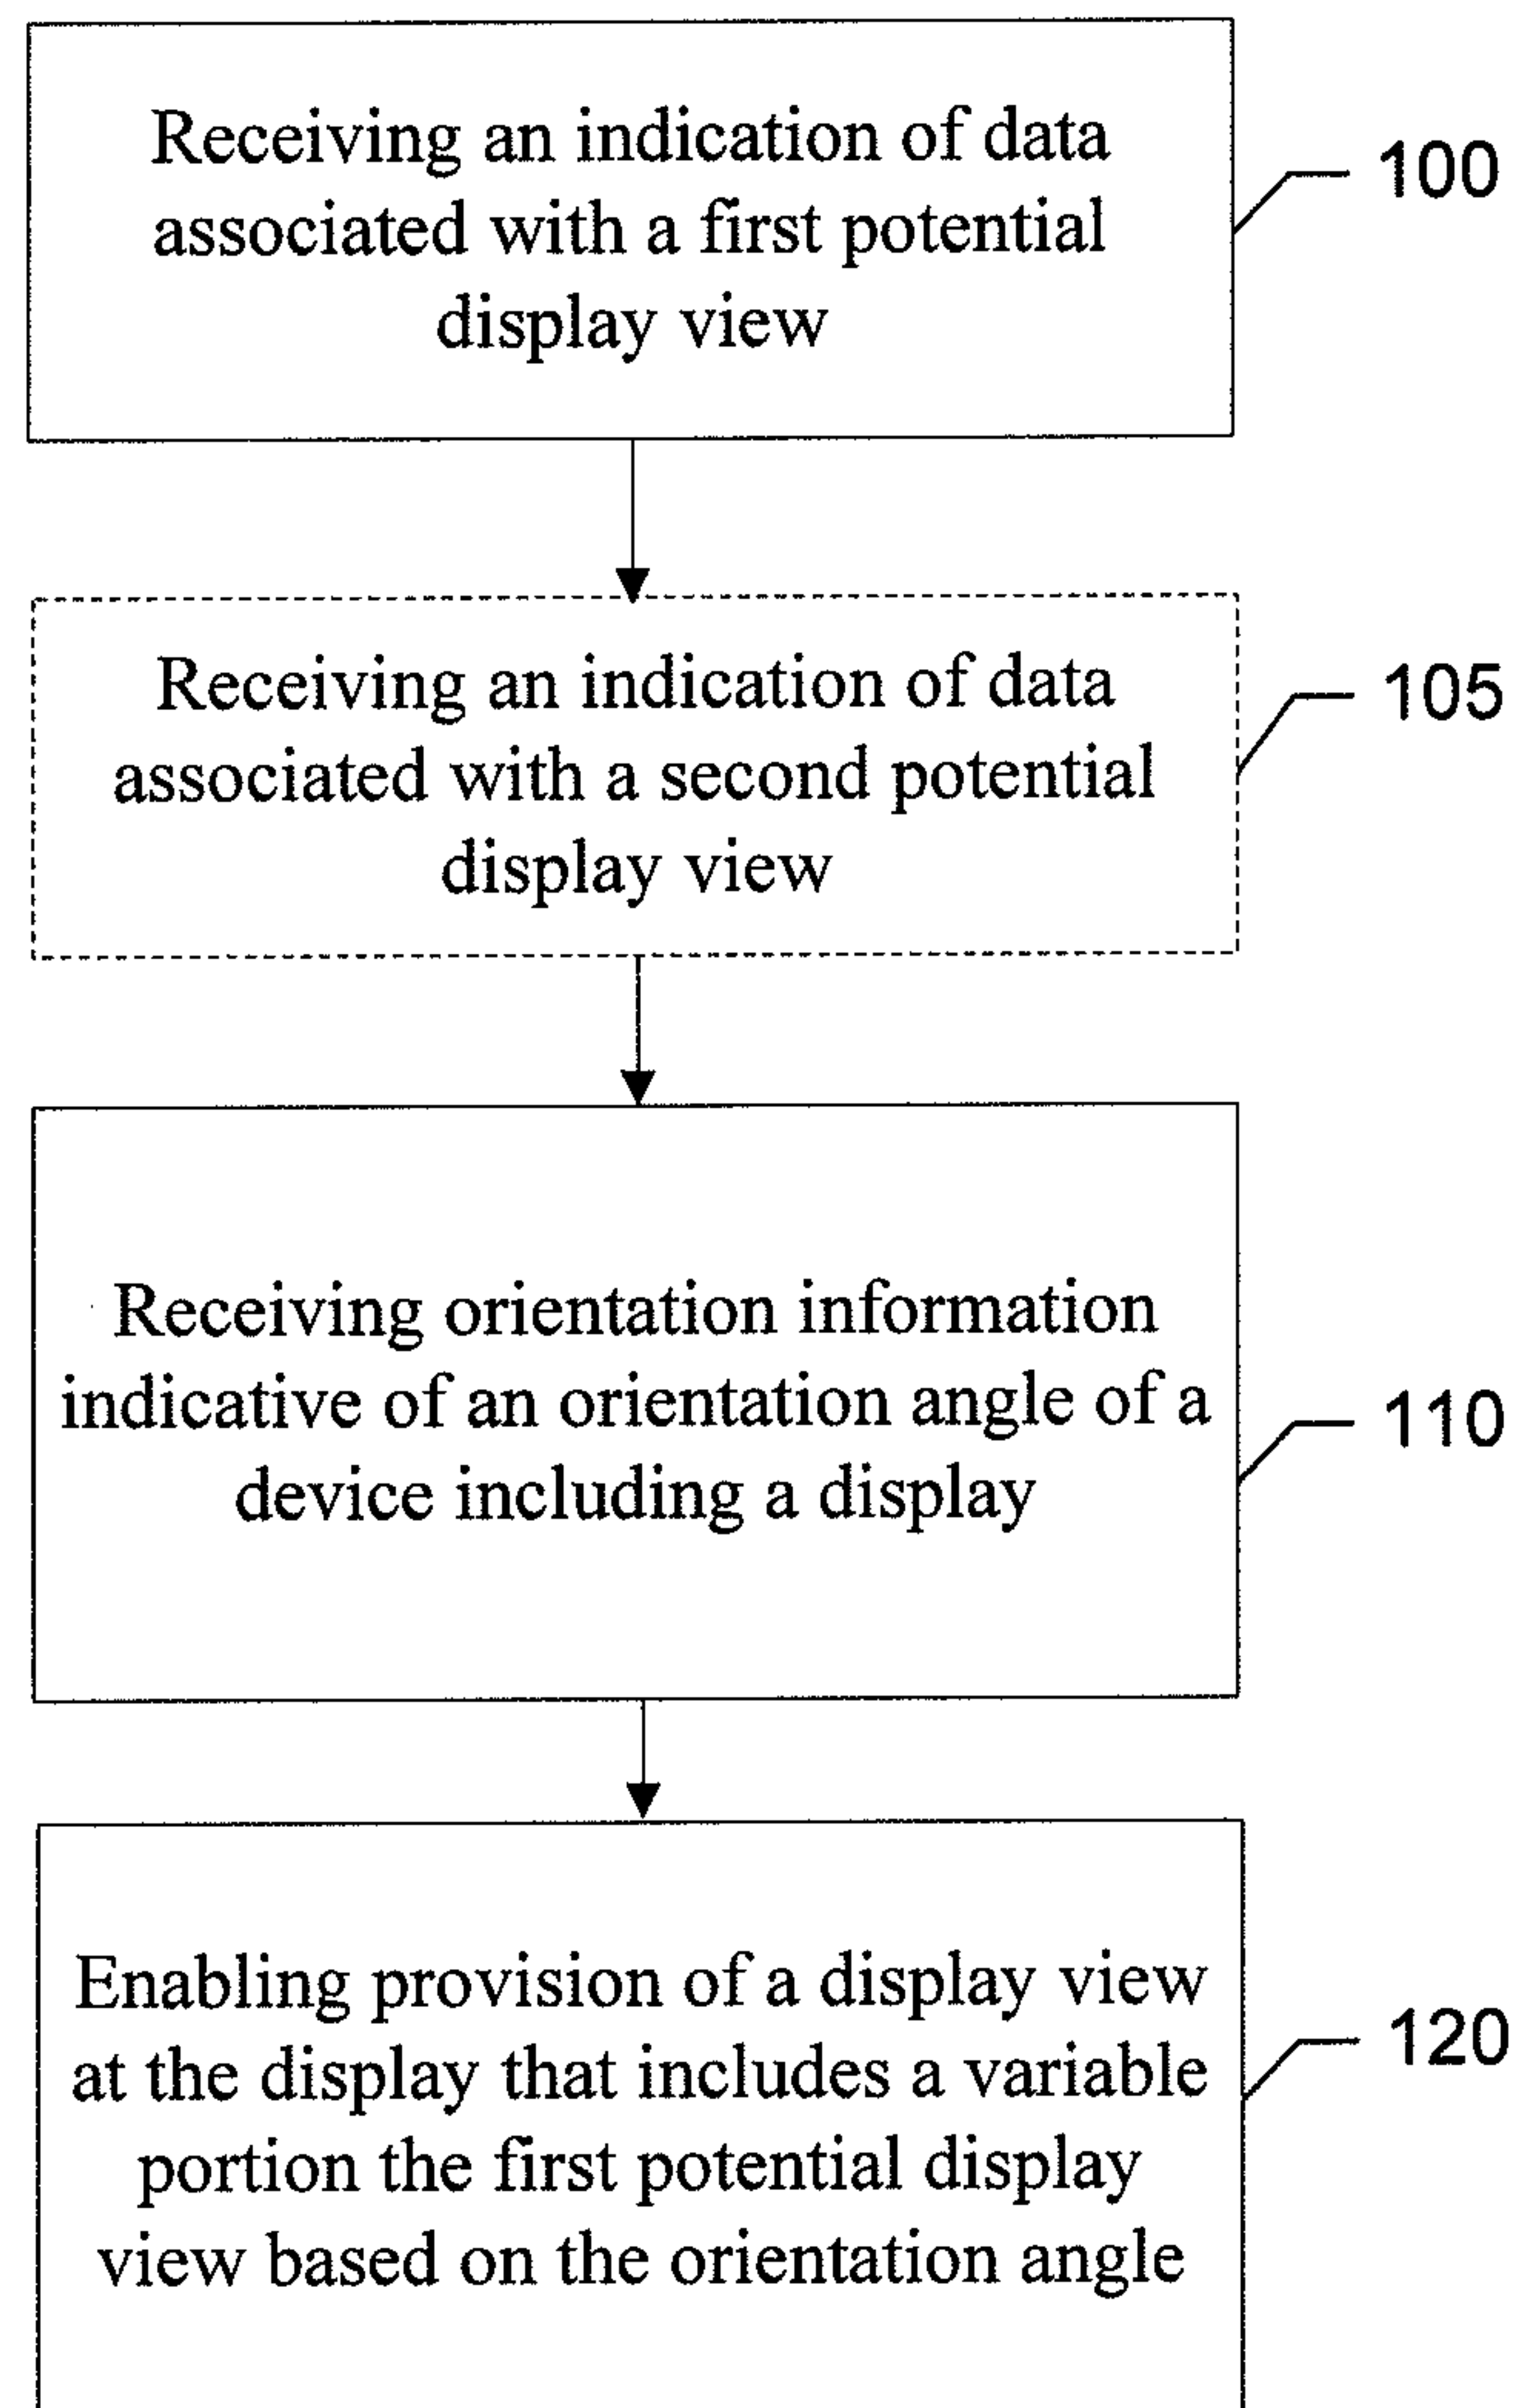 Receiving an indication of data
associated with a first potential
display view
100
Receiving an indication of data
associated with a second potential
display view
105
Receiving orientation information
indicative of an orientation angle of a
device including a display
110
Enabling provision of a display view
at the display that includes a variable
portion the first potential display
view based on the orientation angle
120